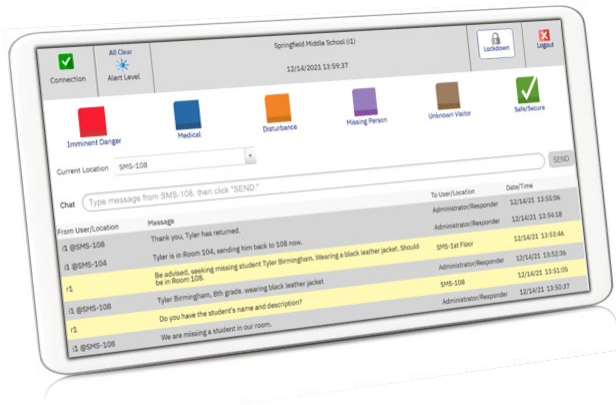 Connection
All Clear
Alert Level
Springfield Middle School (i1)
12/14/2021 13:59:37
Lockdown
Logout
Imminent Danger
Medical
Disturbance
Missing Person
Unknown Visitor
Safe/Secure
Current Location SMS-108
Chat Type message from SMS-108, then click "SEND." SEND
From User/Location Message To User/Location Date/Time
i1 @SMS-108 Thank you, Tyler has returned. Administrator/Responder 12/14/21 13:55:06
i1 @SMS-104 Tyler is in Room 104, sending him back to 108 now. Administrator/Responder 12/14/21 13:54:18
r1 Be advised, seeking missing student Tyler Birmingham. Wearing a black leather jacket. Should
be in Room 108. SMS-1st Floor 12/14/21 13:53:46
i1 @SMS-108 Tyler Birmingham, 8th grade, wearing black leather jacket Administrator/Responder 12/14/21 13:52:36
r1 Do you have the student's name and description? SMS-108 12/14/21 13:51:05
i1 @SMS-108 We are missing a student in our room. Administrator/Responder 12/14/21 13:50:37